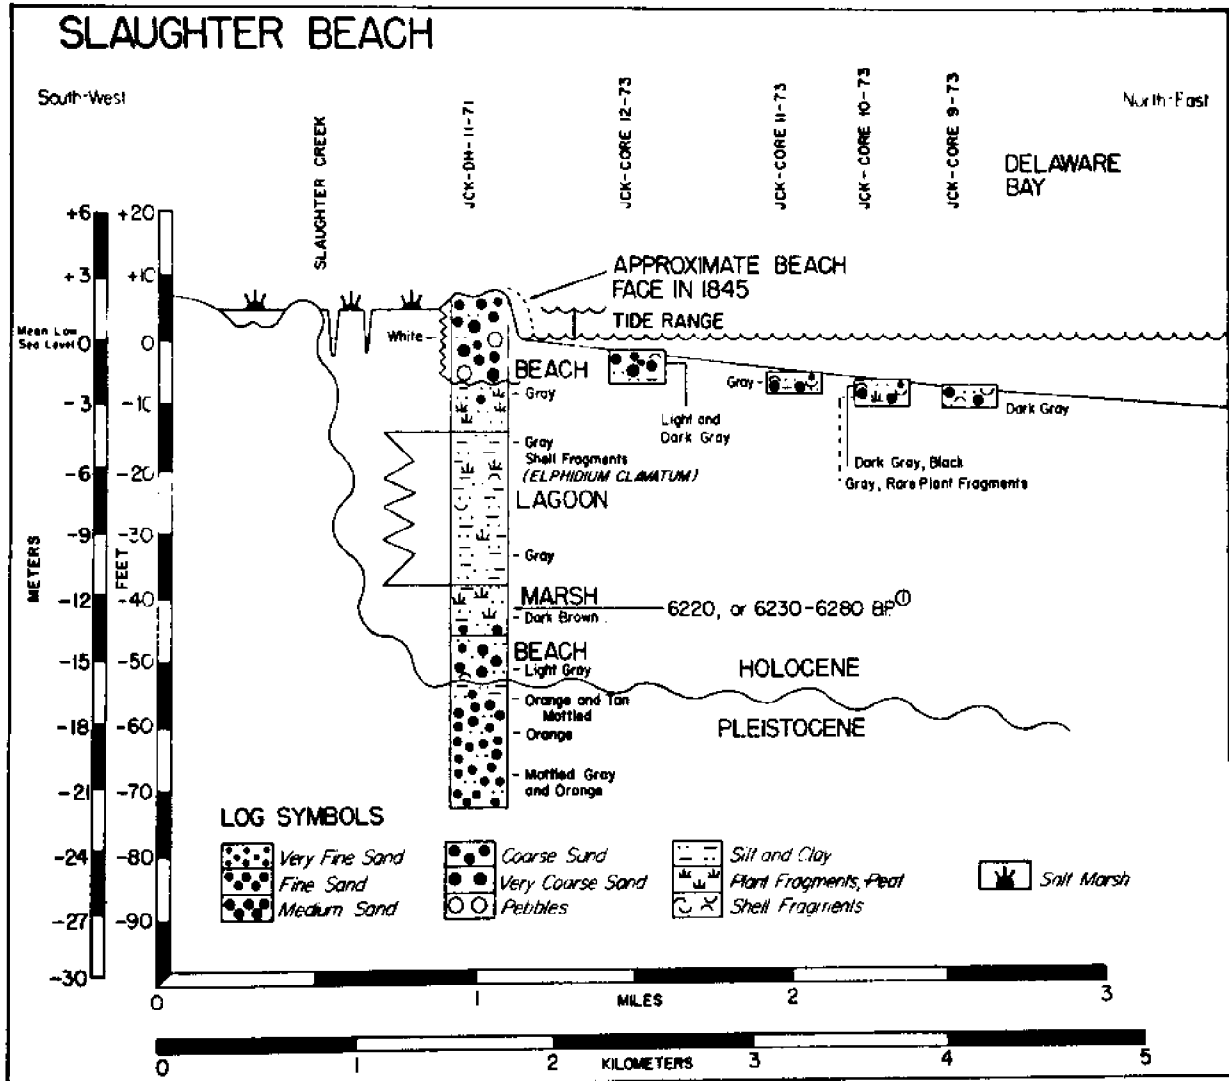 SLAUGHTER BEACH
South-West
North-East
SLAUGHTER CREEK
JCK-DH-11-71
JCK-CORE 12-73
JCK-CORE 11-73
JCK-CORE 10-73
JCK-CORE 9-73
DELAWARE
BAY
+6
+3
Mean Low
Sea Level
0
-3
-6
-9
-12
-15
-18
-21
-24
-27
-30
METERS
+20
+10
0
-10
-20
-30
-40
-50
-60
-70
-80
-90
FEET
APPROXIMATE BEACH
FACE IN 1845
TIDE RANGE
White
BEACH
Gray
Gray
Shell Fragments
(ELPHIDIUM CLAVATUM)
LAGOON
Gray
MARSH
Dark Brown
6220, or 6230-6280 BP①
BEACH
Light Gray
Orange and Tan
Mottled
Orange
Mottled Gray
and Orange
Light and
Dark Gray
Gray
Dark Gray, Black
Gray, Rare Plant Fragments
Dark Gray
HOLOCENE
PLEISTOCENE
LOG SYMBOLS
Very Fine Sand
Fine Sand
Medium Sand
Coarse Sand
Very Coarse Sand
Pebbles
Silt and Clay
Plant Fragments, Peat
Shell Fragments
Salt Marsh
0 1 MILES 2 3
0 1 2 KILOMETERS 3 4 5